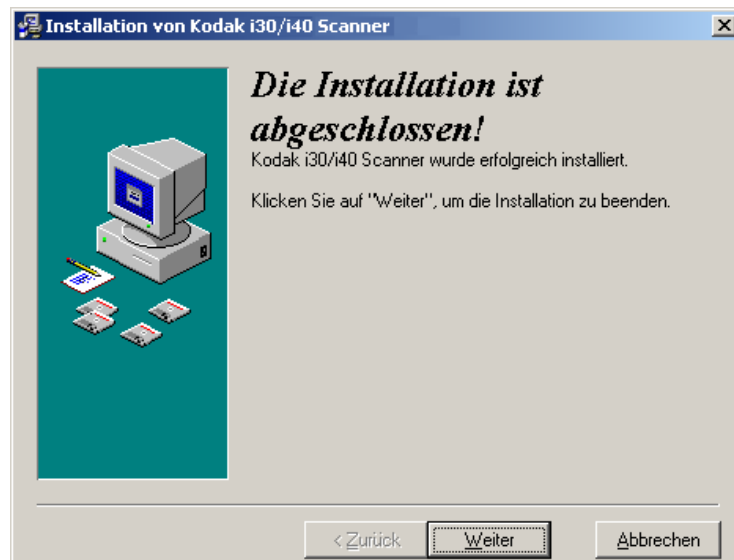 Installation von Kodak i30/i40 Scanner
Die Installation ist
abgeschlossen!
Kodak i30/i40 Scanner wurde erfolgreich installiert.
Klicken Sie auf "Weiter", um die Installation zu beenden.
< Zurück
Weiter
Abbrechen